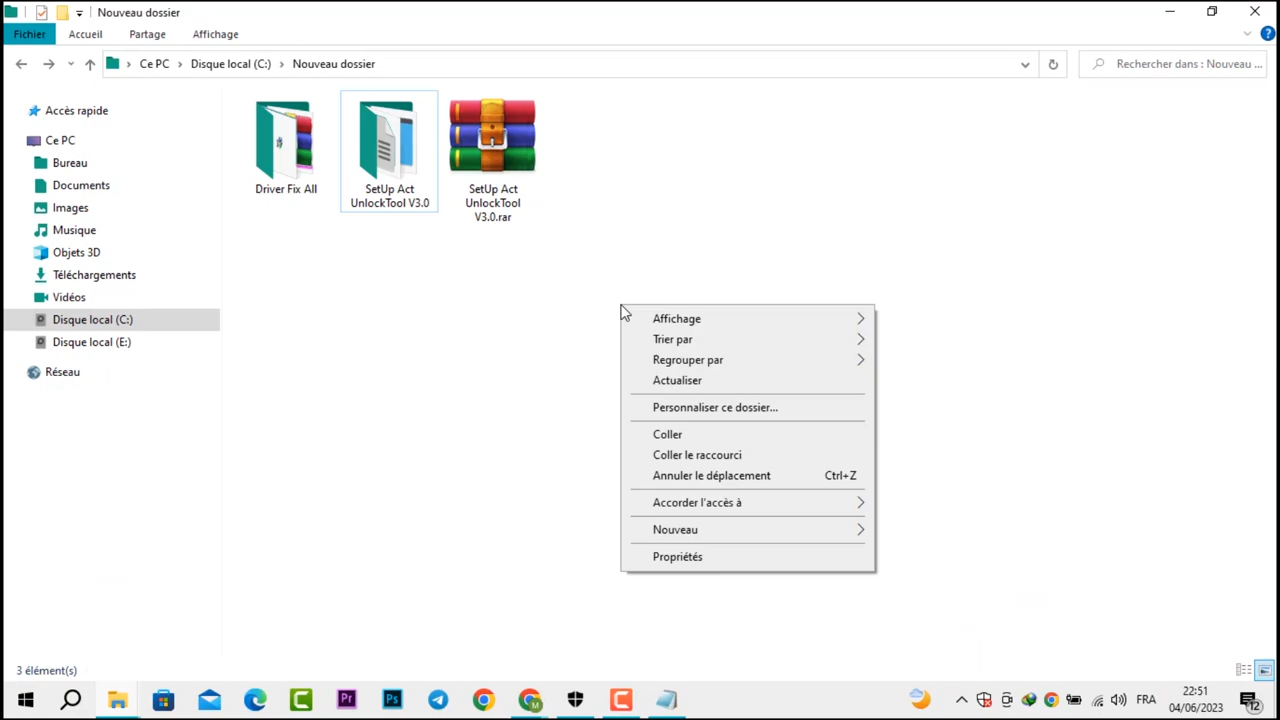 Nouveau dossier
Fichier
Accueil
Partage
Affichage
Ce PC
Disque local (C:)
Nouveau dossier
Rechercher dans : Nouveau ...
Accès rapide
Ce PC
Bureau
Documents
Images
Musique
Objets 3D
Téléchargements
Vidéos
Disque local (C:)
Disque local (E:)
Réseau
Driver Fix All
SetUp Act
UnlockTool V3.0
SetUp Act
UnlockTool
V3.0.rar
Affichage
Trier par
Regrouper par
Actualiser
Personnaliser ce dossier...
Coller
Coller le raccourci
Annuler le déplacement Ctrl+Z
Accorder l'accès à
Nouveau
Propriétés
3 élément(s)
Pr
Ps
M
FRA
22:51
04/06/2023
12